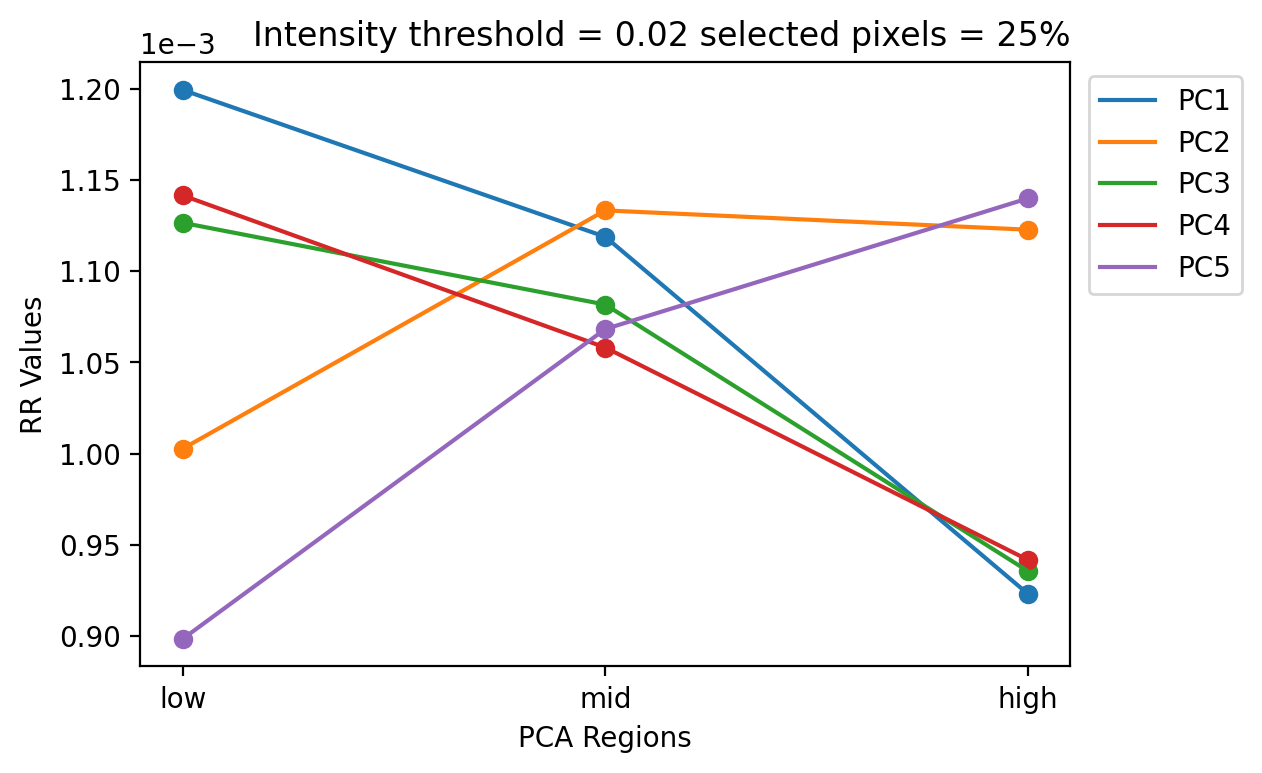 1e−3
Intensity threshold = 0.02 selected pixels = 25%
1.20
1.15
1.10
1.05
1.00
0.95
0.90
RR Values
low
mid
high
PCA Regions
PC1
PC2
PC3
PC4
PC5